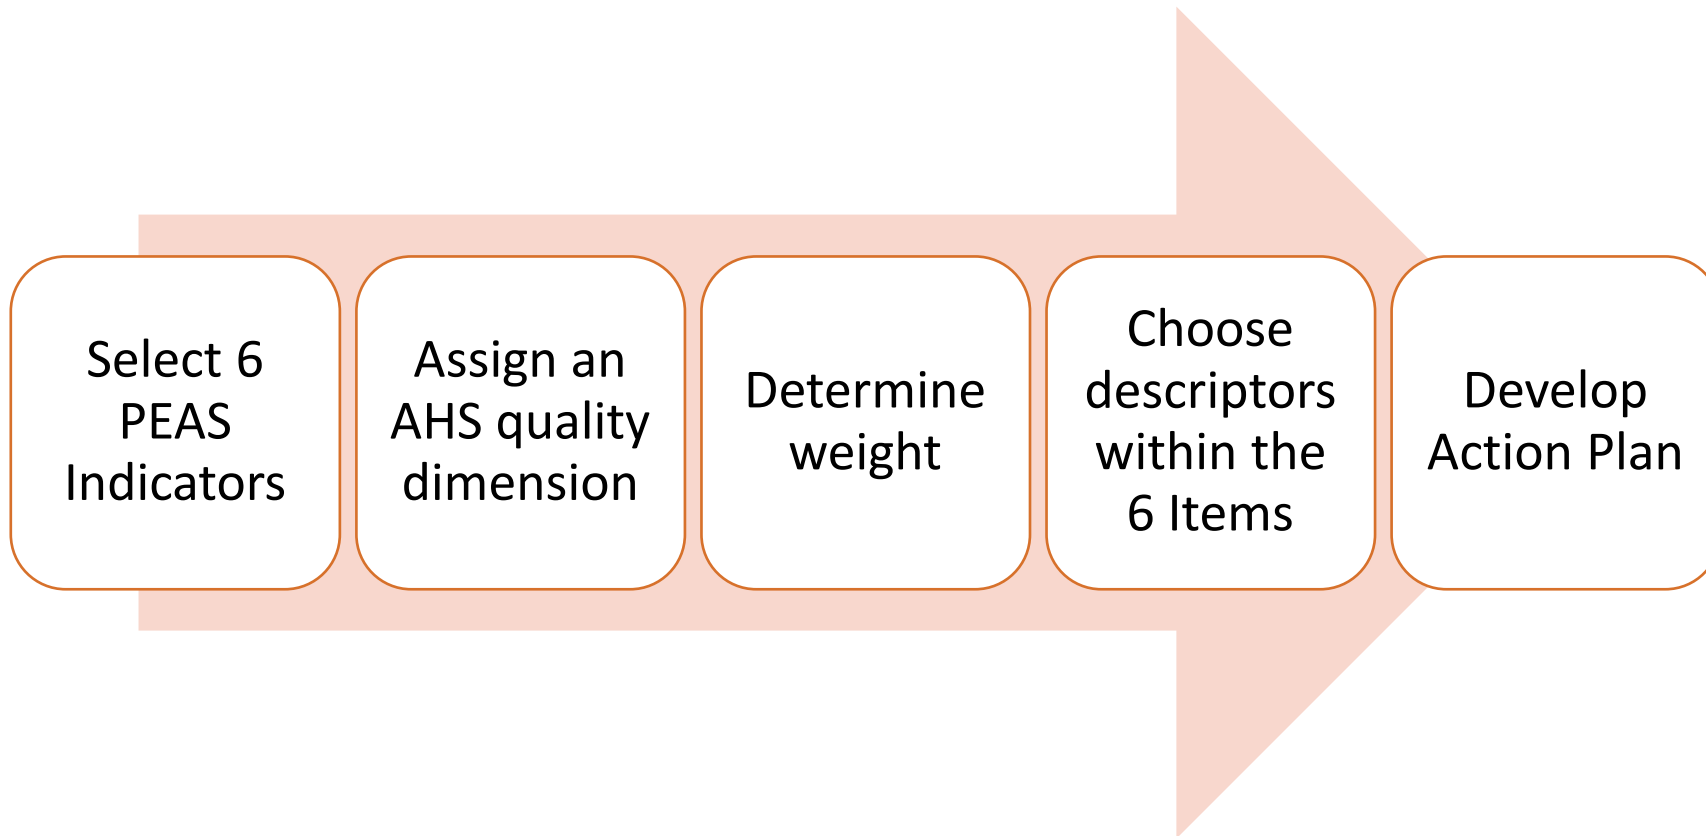 Select 6
PEAS
Indicators
Assign an
AHS quality
dimension
Determine
weight
Choose
descriptors
within the
6 Items
Develop
Action Plan